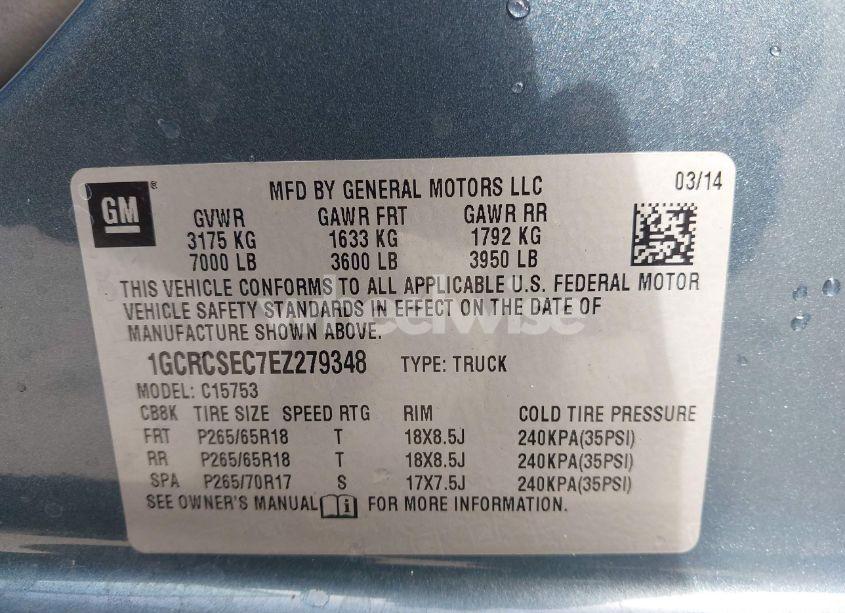 GM ®
MFD BY GENERAL MOTORS LLC 03/14
GVWR GAWR FRT GAWR RR
3175 KG 1633 KG 1792 KG
7000 LB 3600 LB 3950 LB
THIS VEHICLE CONFORMS TO ALL APPLICABLE U.S. FEDERAL MOTOR
VEHICLE SAFETY STANDARDS IN EFFECT ON THE DATE OF
MANUFACTURE SHOWN ABOVE.
wheelwise
1GCRCSEC7EZ279348 TYPE: TRUCK
MODEL: C15753
CB8K TIRE SIZE SPEED RTG RIM COLD TIRE PRESSURE
FRT P265/65R18 T 18X8.5J 240KPA(35PSI)
RR P265/65R18 T 18X8.5J 240KPA(35PSI)
SPA P265/70R17 S 17X7.5J 240KPA(35PSI)
SEE OWNER'S MANUAL i FOR MORE INFORMATION.